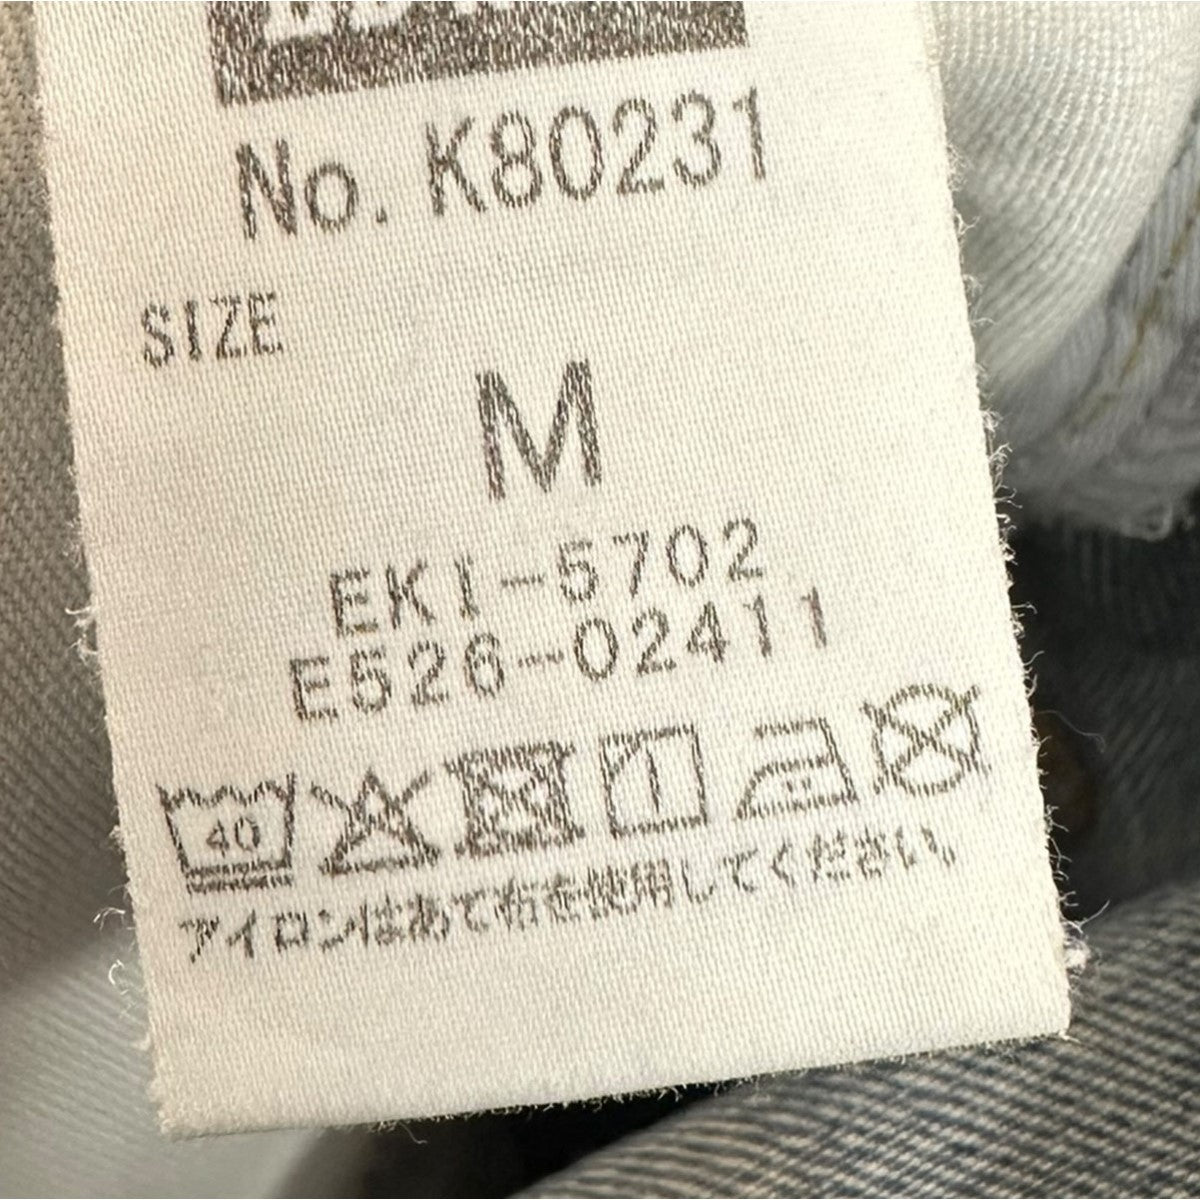 No. K80231
SIZE
M
EKI-5702
E526-02411
40
アイロンはあて布を使用してください。